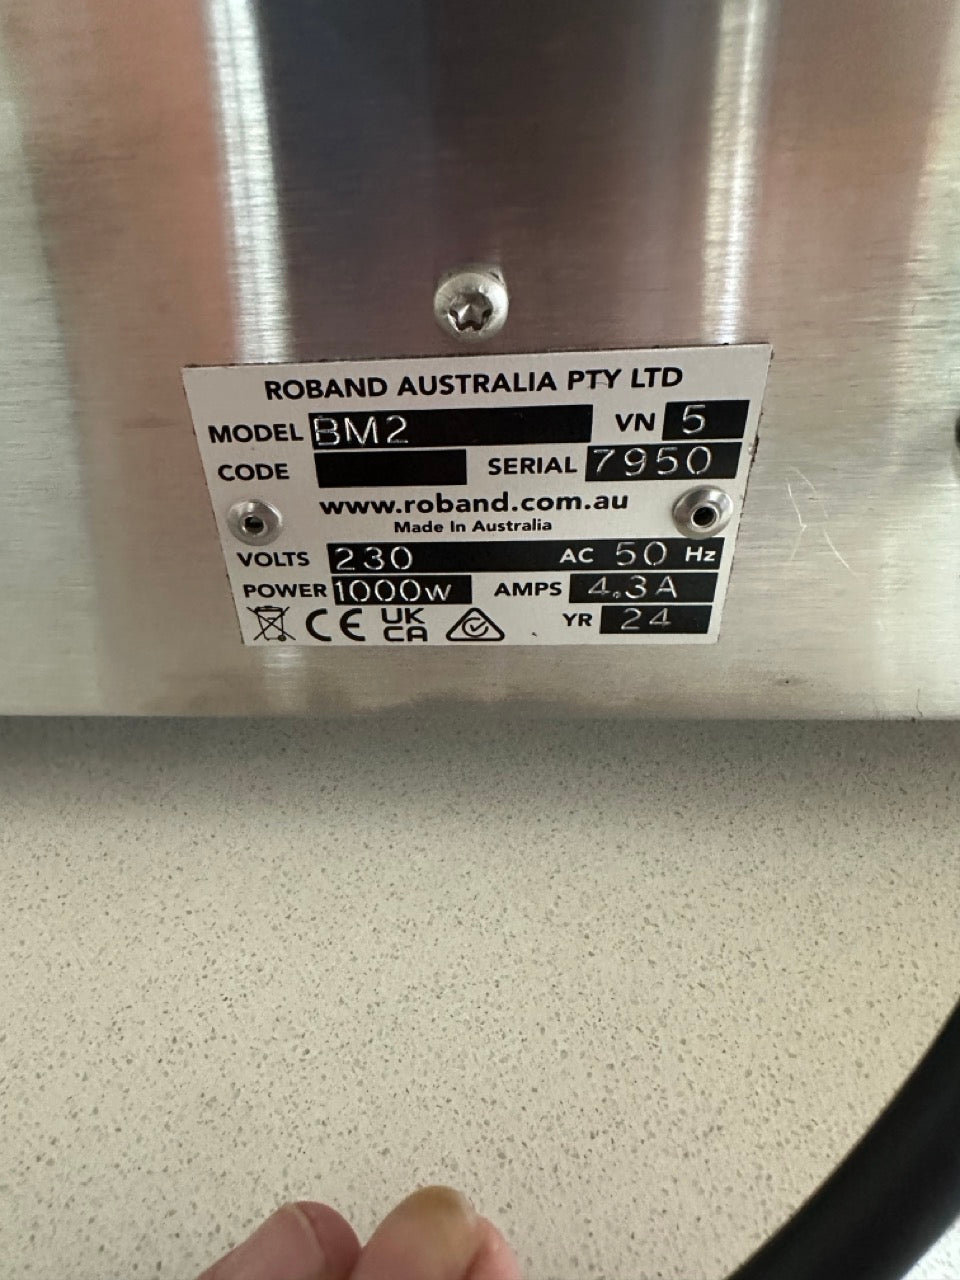 ROBAND AUSTRALIA PTY LTD
MODEL BM2 VN 5
CODE SERIAL 7950
www.roband.com.au
Made In Australia
VOLTS 230 AC 50 Hz
POWER 1000w AMPS 4.3A
CE UK CA YR 24